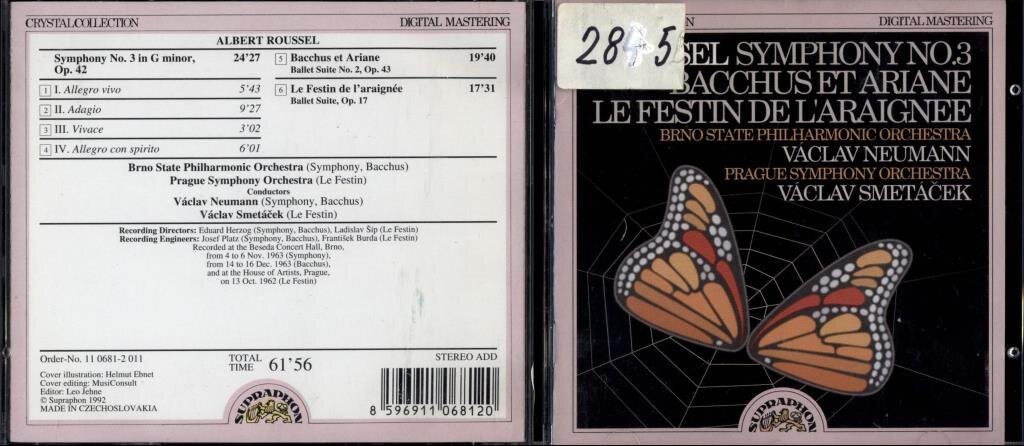 CRYSTALCOLLECTION
DIGITAL MASTERING
ALBERT ROUSSEL
Symphony No. 3 in G minor, 24'27
Op. 42
1 I. Allegro vivo 5'43
2 II. Adagio 9'27
3 III. Vivace 3'02
4 IV. Allegro con spirito 6'01
5 Bacchus et Ariane 19'40
Ballet Suite No. 2, Op. 43
6 Le Festin de l'araignée 17'31
Ballet Suite, Op. 17
Brno State Philharmonic Orchestra (Symphony, Bacchus)
Prague Symphony Orchestra (Le Festin)
Conductors
Václav Neumann (Symphony, Bacchus)
Václav Smetáček (Le Festin)
Recording Directors: Eduard Herzog (Symphony, Bacchus), Ladislav Šíp (Le Festin)
Recording Engineers: Josef Platz (Symphony, Bacchus), František Burda (Le Festin)
Recorded at the Beseda Concert Hall, Brno,
from 4 to 6 Nov. 1963 (Symphony),
from 14 to 16 Dec. 1963 (Bacchus),
and at the House of Artists, Prague,
on 13 Oct. 1962 (Le Festin)
Order-No. 11 0681-2 011
Cover illustration: Helmut Ebnet
Cover editing: MusiConsult
Editor: Leo Jehne
© Supraphon 1992
MADE IN CZECHOSLOVAKIA
TOTAL TIME 61'56
STEREO ADD
SUPRAPHON
8 596911 068120
DIGITAL MASTERING
SEL SYMPHONY NO.3
BACCHUS ET ARIANE
LE FESTIN DE L'ARAIGNEE
BRNO STATE PHILHARMONIC ORCHESTRA
VÁCLAV NEUMANN
PRAGUE SYMPHONY ORCHESTRA
VÁCLAV SMETÁČEK
SUPRAPHON